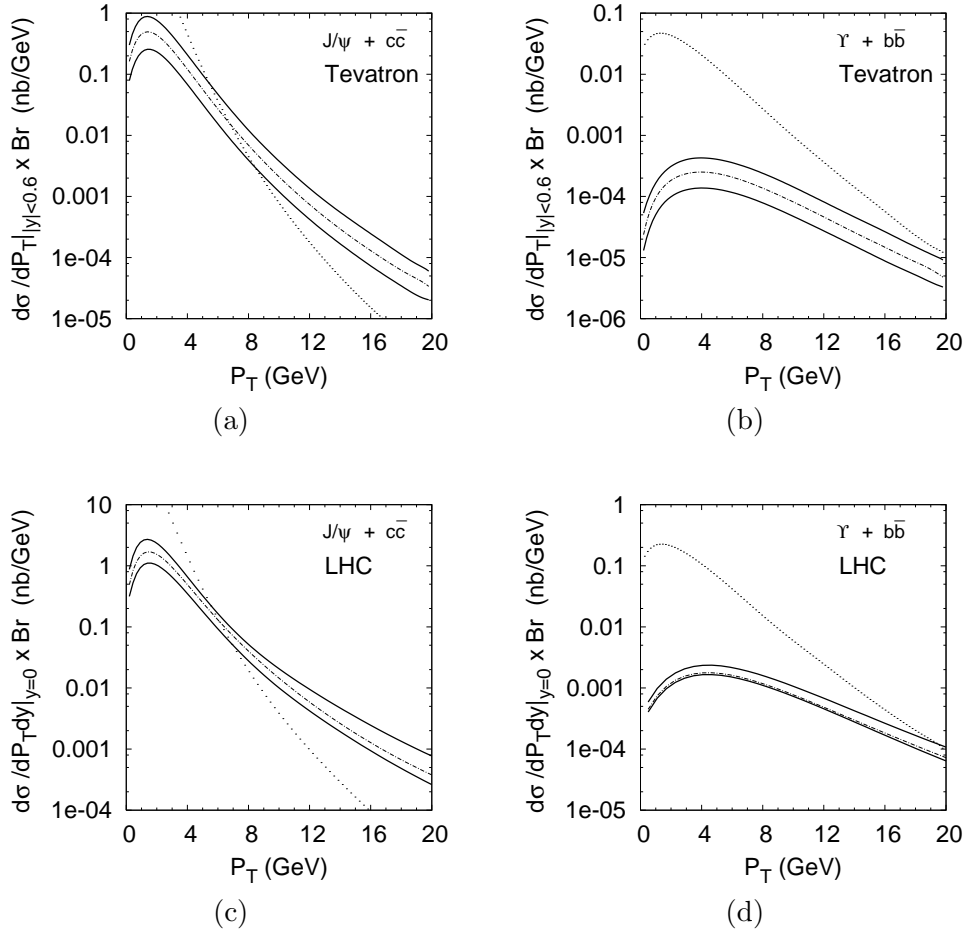 dσ/dP_T|_|y|<0.6 x Br (nb/GeV)
1
0.1
0.01
0.001
1e-04
1e-05
J/ψ + cc̄
Tevatron
0 4 8 12 16 20
P_T (GeV)
(a)
dσ/dP_T|_|y|<0.6 x Br (nb/GeV)
0.1
0.01
0.001
1e-04
1e-05
1e-06
ϒ + bb̄
Tevatron
0 4 8 12 16 20
P_T (GeV)
(b)
dσ/dP_Tdy|_y=0 x Br (nb/GeV)
10
1
0.1
0.01
0.001
1e-04
J/ψ + cc̄
LHC
0 4 8 12 16 20
P_T (GeV)
(c)
dσ/dP_Tdy|_y=0 x Br (nb/GeV)
1
0.1
0.01
0.001
1e-04
1e-05
ϒ + bb̄
LHC
0 4 8 12 16 20
P_T (GeV)
(d)